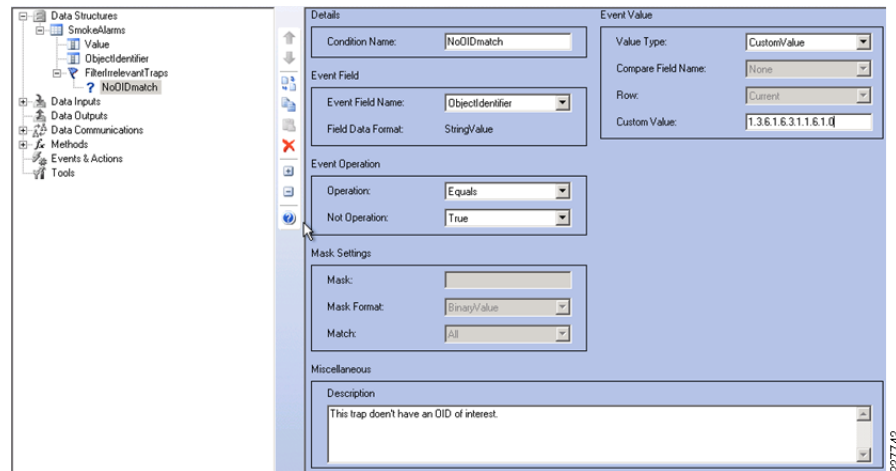 Data Structures
SmokeAlarms
Value
ObjectIdentifier
FilterIrrelevantTraps
NoOIDmatch
Data Inputs
Data Outputs
Data Communications
Methods
Events & Actions
Tools
Details
Condition Name: NoOIDmatch
Event Field
Event Field Name: ObjectIdentifier
Field Data Format: StringValue
Event Operation
Operation: Equals
Not Operation: True
Mask Settings
Mask:
Mask Format: BinaryValue
Match: All
Miscellaneous
Description
This trap doen't have an OID of interest.
Event Value
Value Type: CustomValue
Compare Field Name: None
Row: Current
Custom Value: 1.3.6.1.6.3.1.1.6.1.0